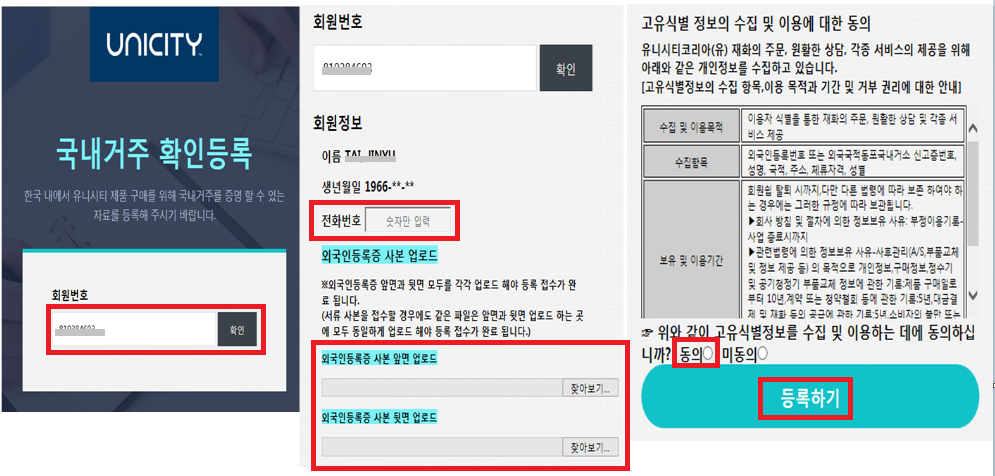 UNICITY
국내거주 확인등록
한국 내에서 유니시티 제품 구매를 위해 국내거주를 증명 할 수 있는
자료를 등록해 주시기 바랍니다.
회원번호
확인
회원번호
확인
회원정보
이름
생년월일 1966-**-**
전화번호 숫자만 입력
외국인등록증 사본 업로드
※외국인등록증 앞면과 뒷면 모두를 각각 업로드 해야 등록 접수가 완
료 됩니다.
(서류 사본을 접수할 경우에도 같은 파일은 앞면과 뒷면 업로드 하는 곳
에 모두 동일하게 업로드 해야 등록 접수가 완료 됩니다.)
외국인등록증 사본 앞면 업로드
찾아보기...
외국인등록증 사본 뒷면 업로드
찾아보기...
고유식별 정보의 수집 및 이용에 대한 동의
유니시티코리아(유) 재화의 주문, 원활한 상담, 각종 서비스의 제공을 위해
아래와 같은 개인정보를 수집하고 있습니다.
[고유식별정보의 수집 항목,이용 목적과 기간 및 거부 권리에 대한 안내]
수집 및 이용목적
이용자 식별을 통한 재화의 주문, 원활한 상담 및 각종 서
비스 제공
수집항목
외국인등록번호 또는 외국국적동포국내거소 신고증번호,
성명, 국적, 주소, 체류자격, 성별
보유 및 이용기간
회원쉽 탈퇴 시까지,다만 다른 법령에 따라 보존 하여야 하
는 경우에는 그러한 규정에 따라 보관됩니다.
▶회사 방침 및 절차에 의한 정보보유 사유: 부정이용기록-
사업 종료시까지
▶관련법령에 의한 정보보유 사유-사후관리(A/S,부품교체
및 정보 제공 등) 의 목적으로 개인정보,구매정보,정수기
및 공기청정기 부품교체 정보에 관한 기록:제품 구매일로
부터 10년,계약 또는 청약철회 등에 관한 기록:5년,대금결
제 및 재화 등의 공급에 관한 기록:5년 소비자의 불만 또는
☞ 위와 같이 고유식별정보를 수집 및 이용하는 데에 동의하십
니까? 동의 미동의
등록하기